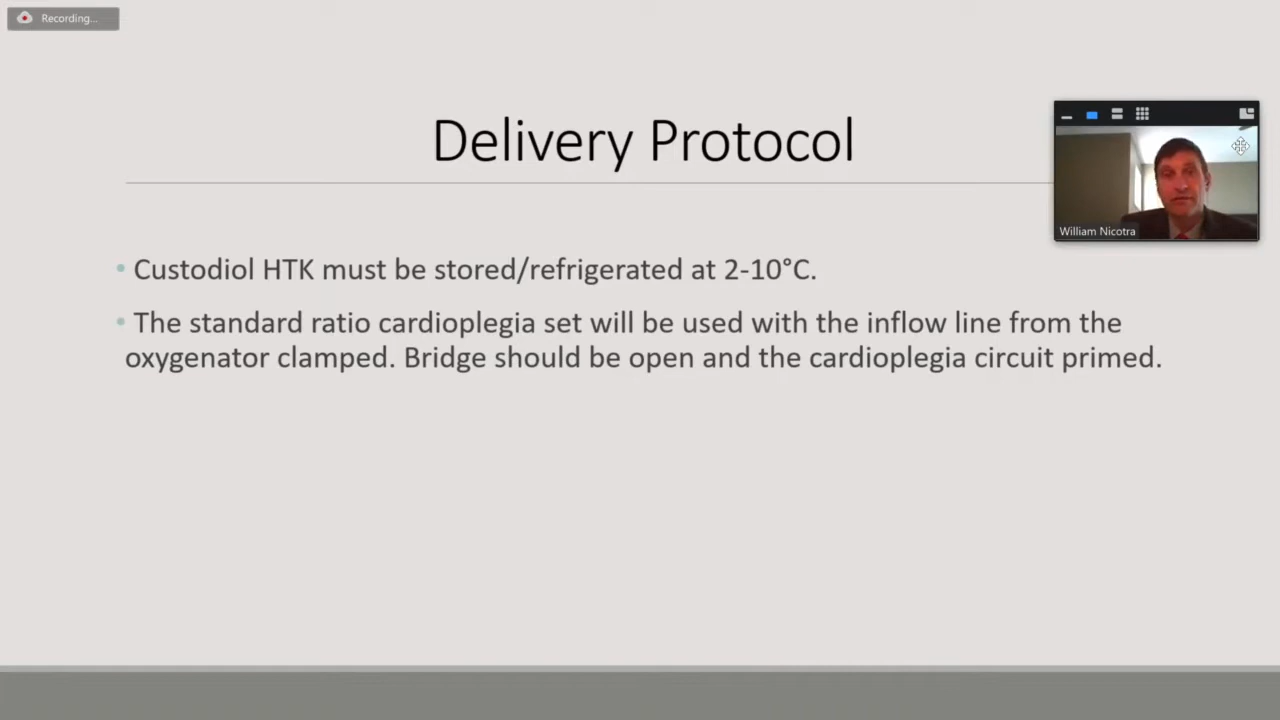 Recording...
Delivery Protocol
William Nicotra
• Custodiol HTK must be stored/refrigerated at 2-10°C.
• The standard ratio cardioplegia set will be used with the inflow line from the
oxygenator clamped. Bridge should be open and the cardioplegia circuit primed.